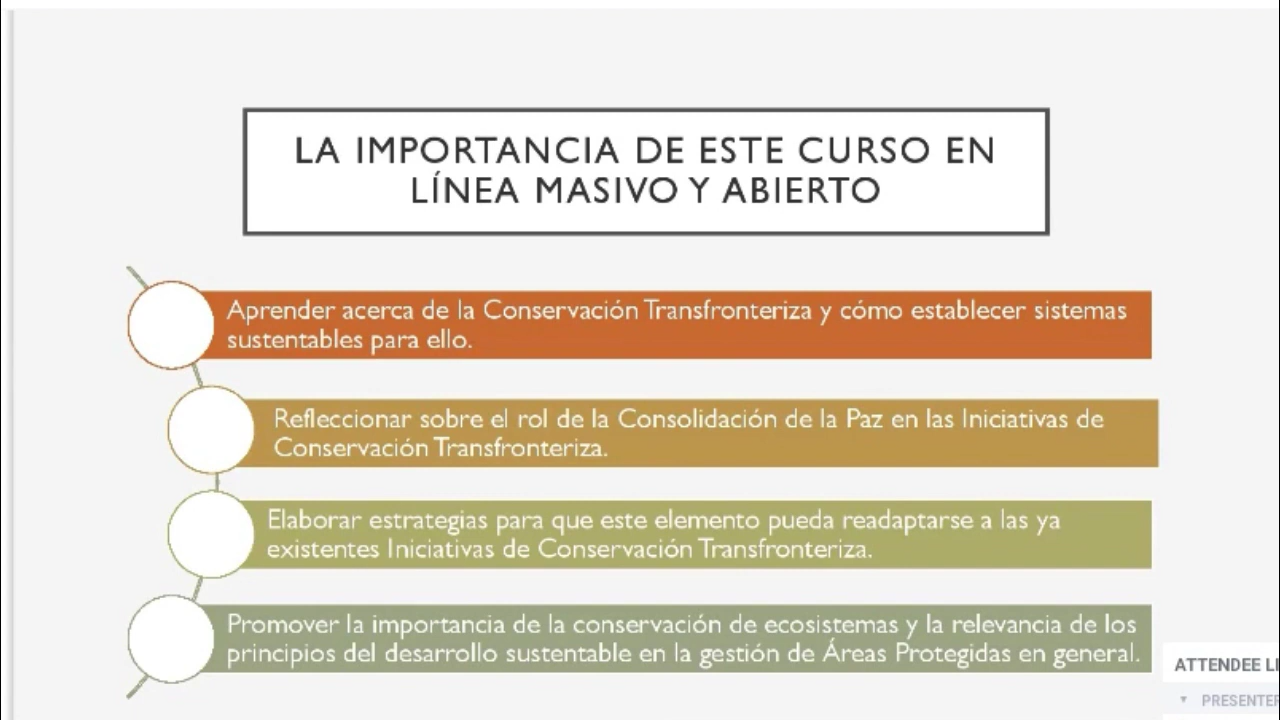 LA IMPORTANCIA DE ESTE CURSO EN
LÍNEA MASIVO Y ABIERTO
Aprender acerca de la Conservación Transfronteriza y cómo establecer sistemas
sustentables para ello.
Refleccionar sobre el rol de la Consolidación de la Paz en las Iniciativas de
Conservación Transfronteriza.
Elaborar estrategias para que este elemento pueda readaptarse a las ya
existentes Iniciativas de Conservación Transfronteriza.
Promover la importancia de la conservación de ecosistemas y la relevancia de los
principios del desarrollo sustentable en la gestión de Áreas Protegidas en general.
ATTENDEE
PRESENTER